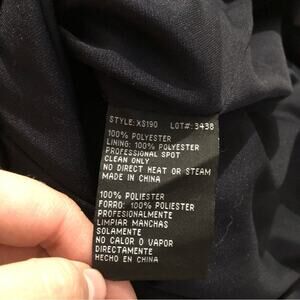 STYLE: XS190 LOT#: 3438
100% POLYESTER
LINING: 100% POLYESTER
PROFESSIONAL SPOT
CLEAN ONLY
NO DIRECT HEAT OR STEAM
MADE IN CHINA
100% POLIESTER
FORRO: 100% POLIESTER
PROFESIONALMENTE
LIMPIAR MANCHAS
SOLAMENTE
NO CALOR O VAPOR
DIRECTAMENTE
HECHO EN CHINA